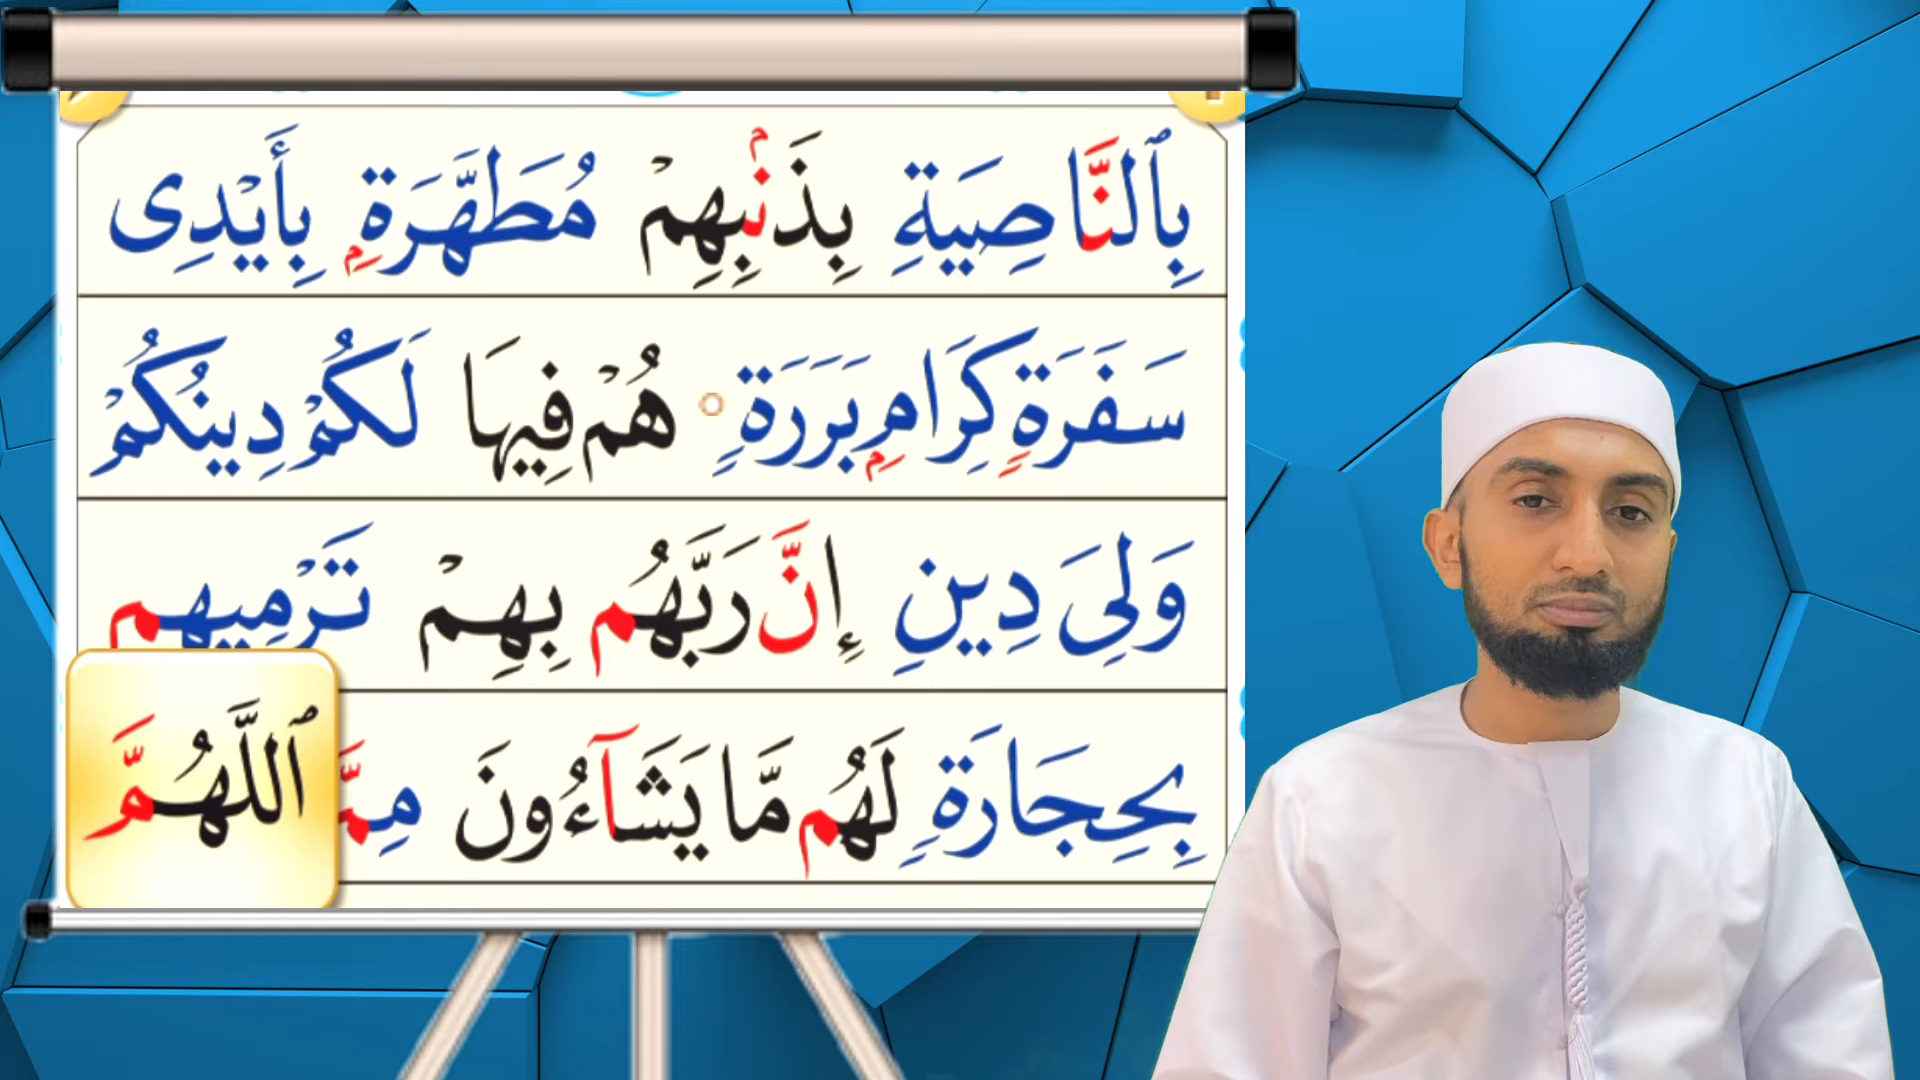 بِٱلنَّاصِيَةِ بِذَنۢبِهِمْ مُطَهَّرَةِۭ بِأَيْدِى
سَفَرَةٍ كِرَامِۭ بَرَرَةٍ ۝ هُمْ فِيهَا لَكُمْ دِينُكُمْ
وَلِىَ دِينِ إِنَّ رَبَّهُم بِهِمْ تَرْمِيهِم
بِحِجَارَةٍ لَهُم مَّا يَشَآءُونَ
ٱللَّهُمَّ